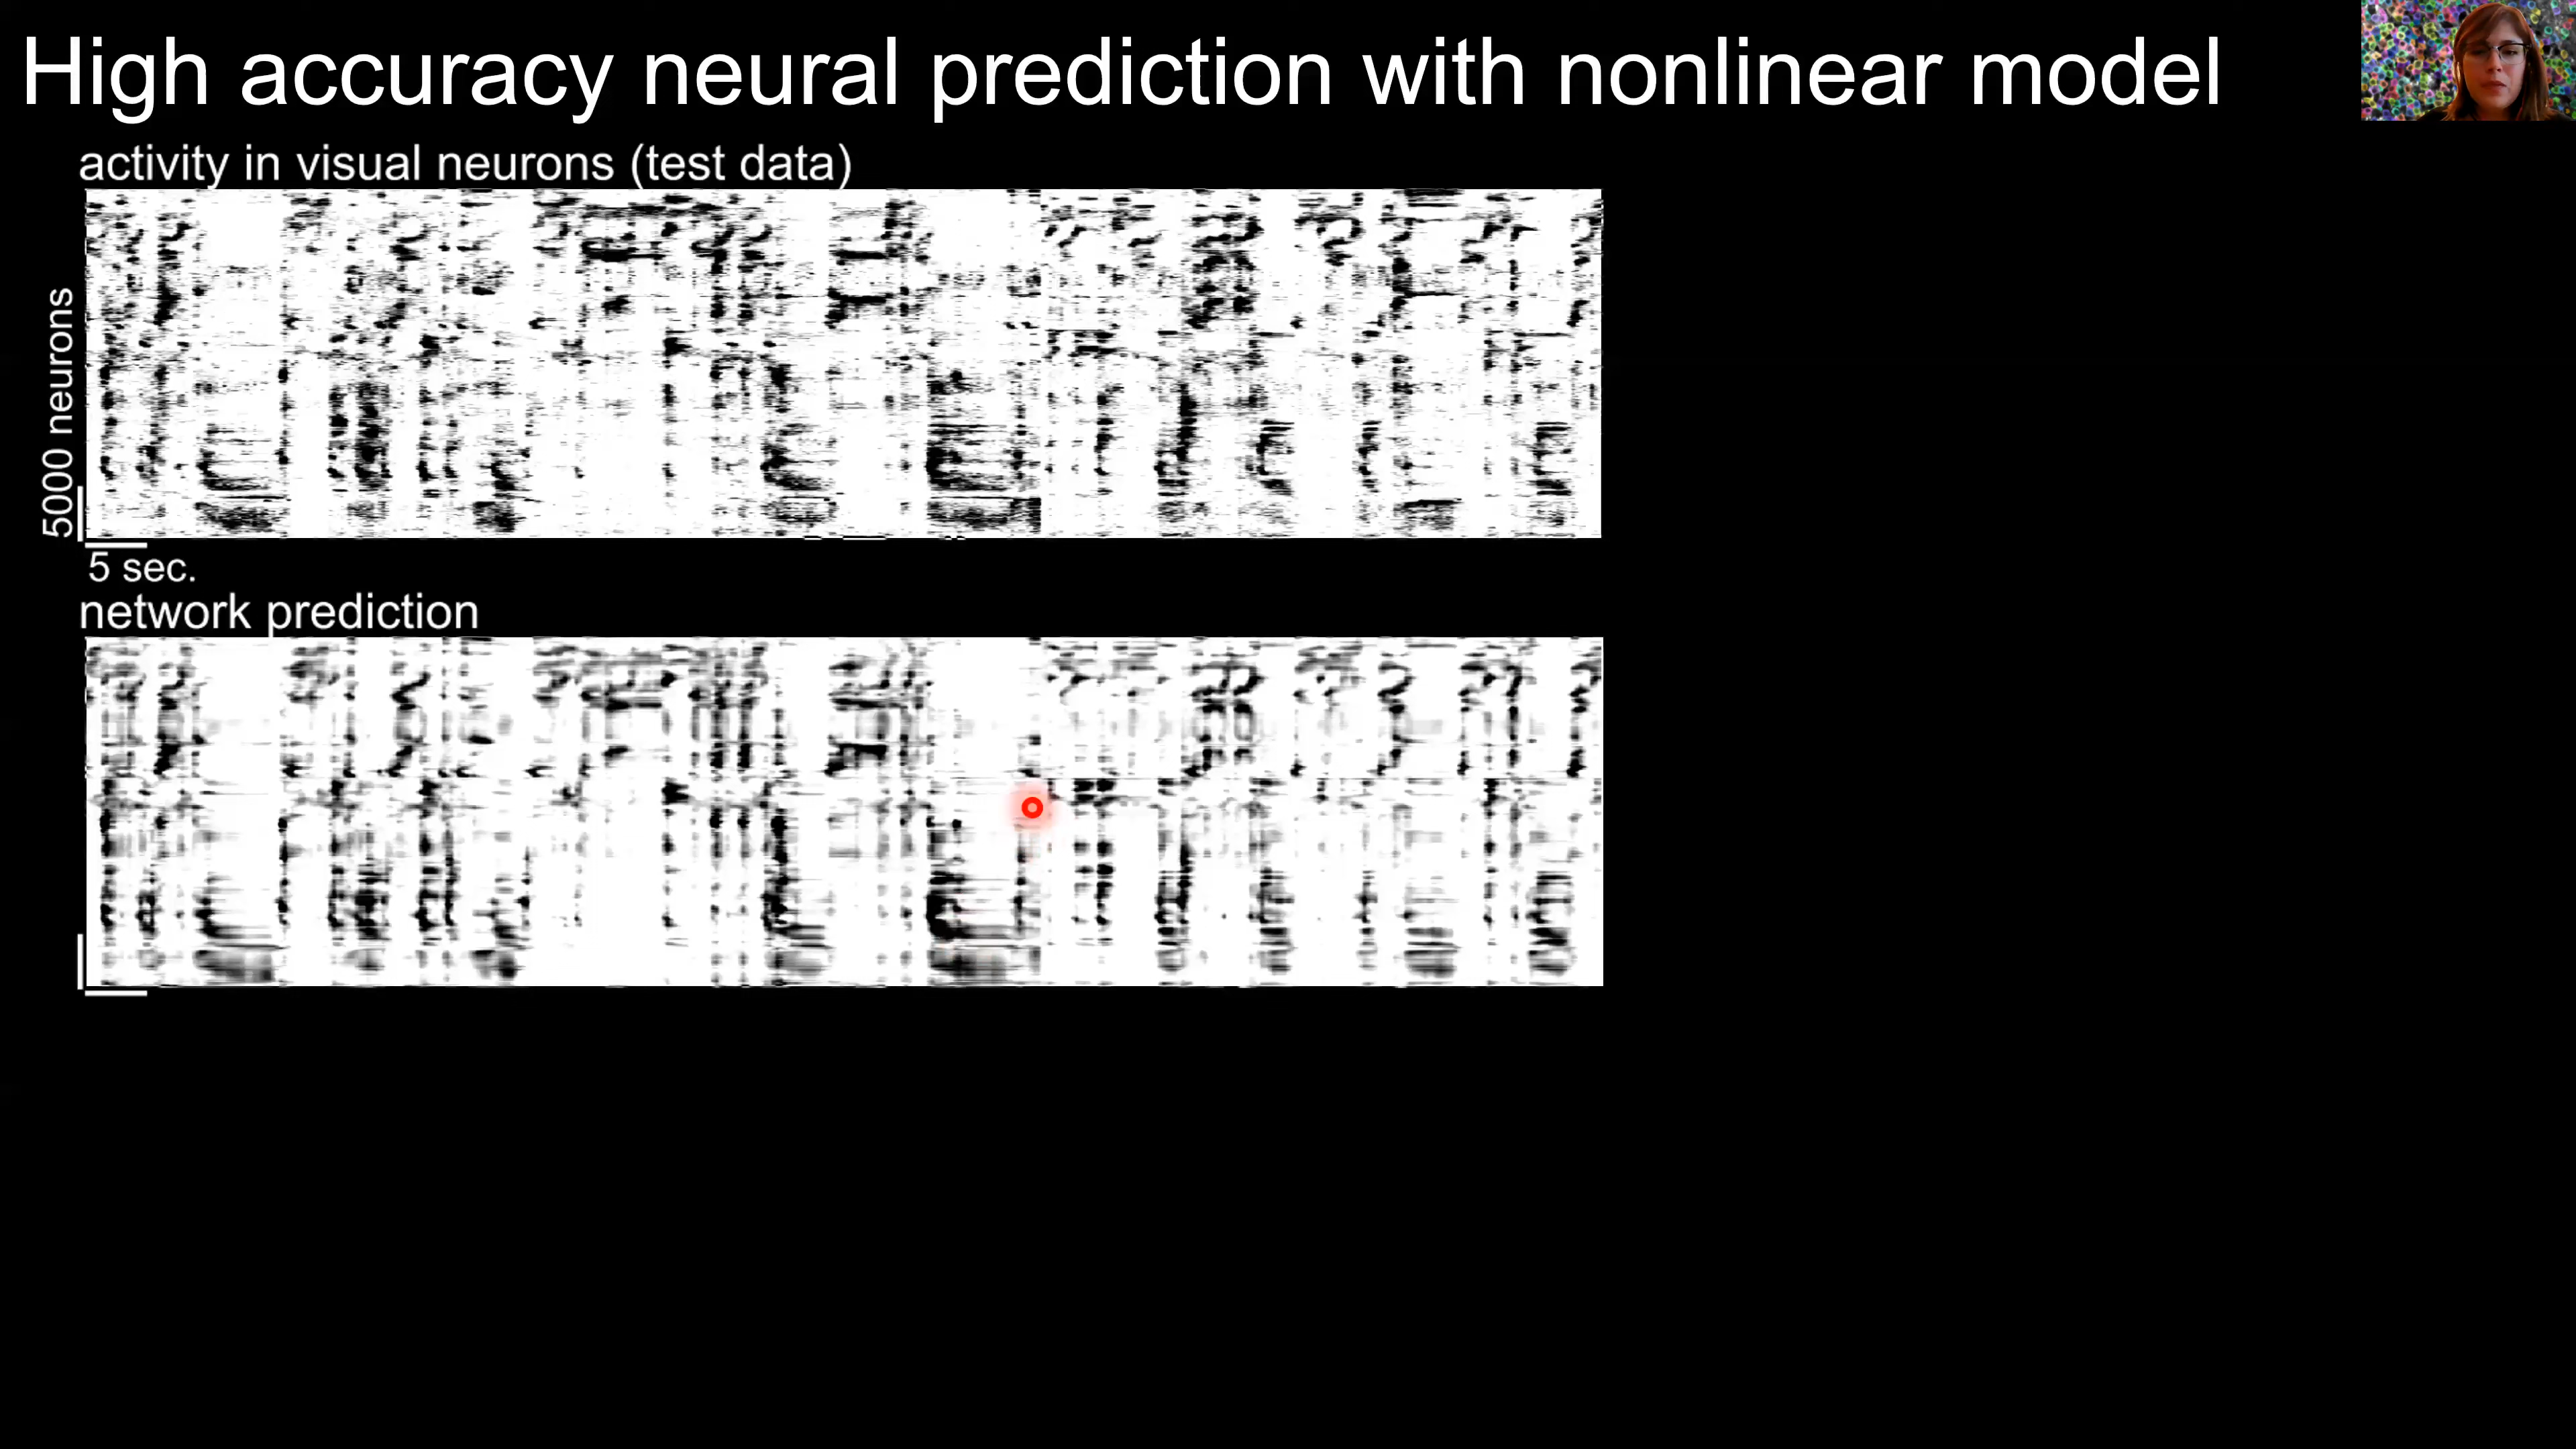 High accuracy neural prediction with nonlinear model
activity in visual neurons (test data)
5000 neurons
5 sec.
network prediction